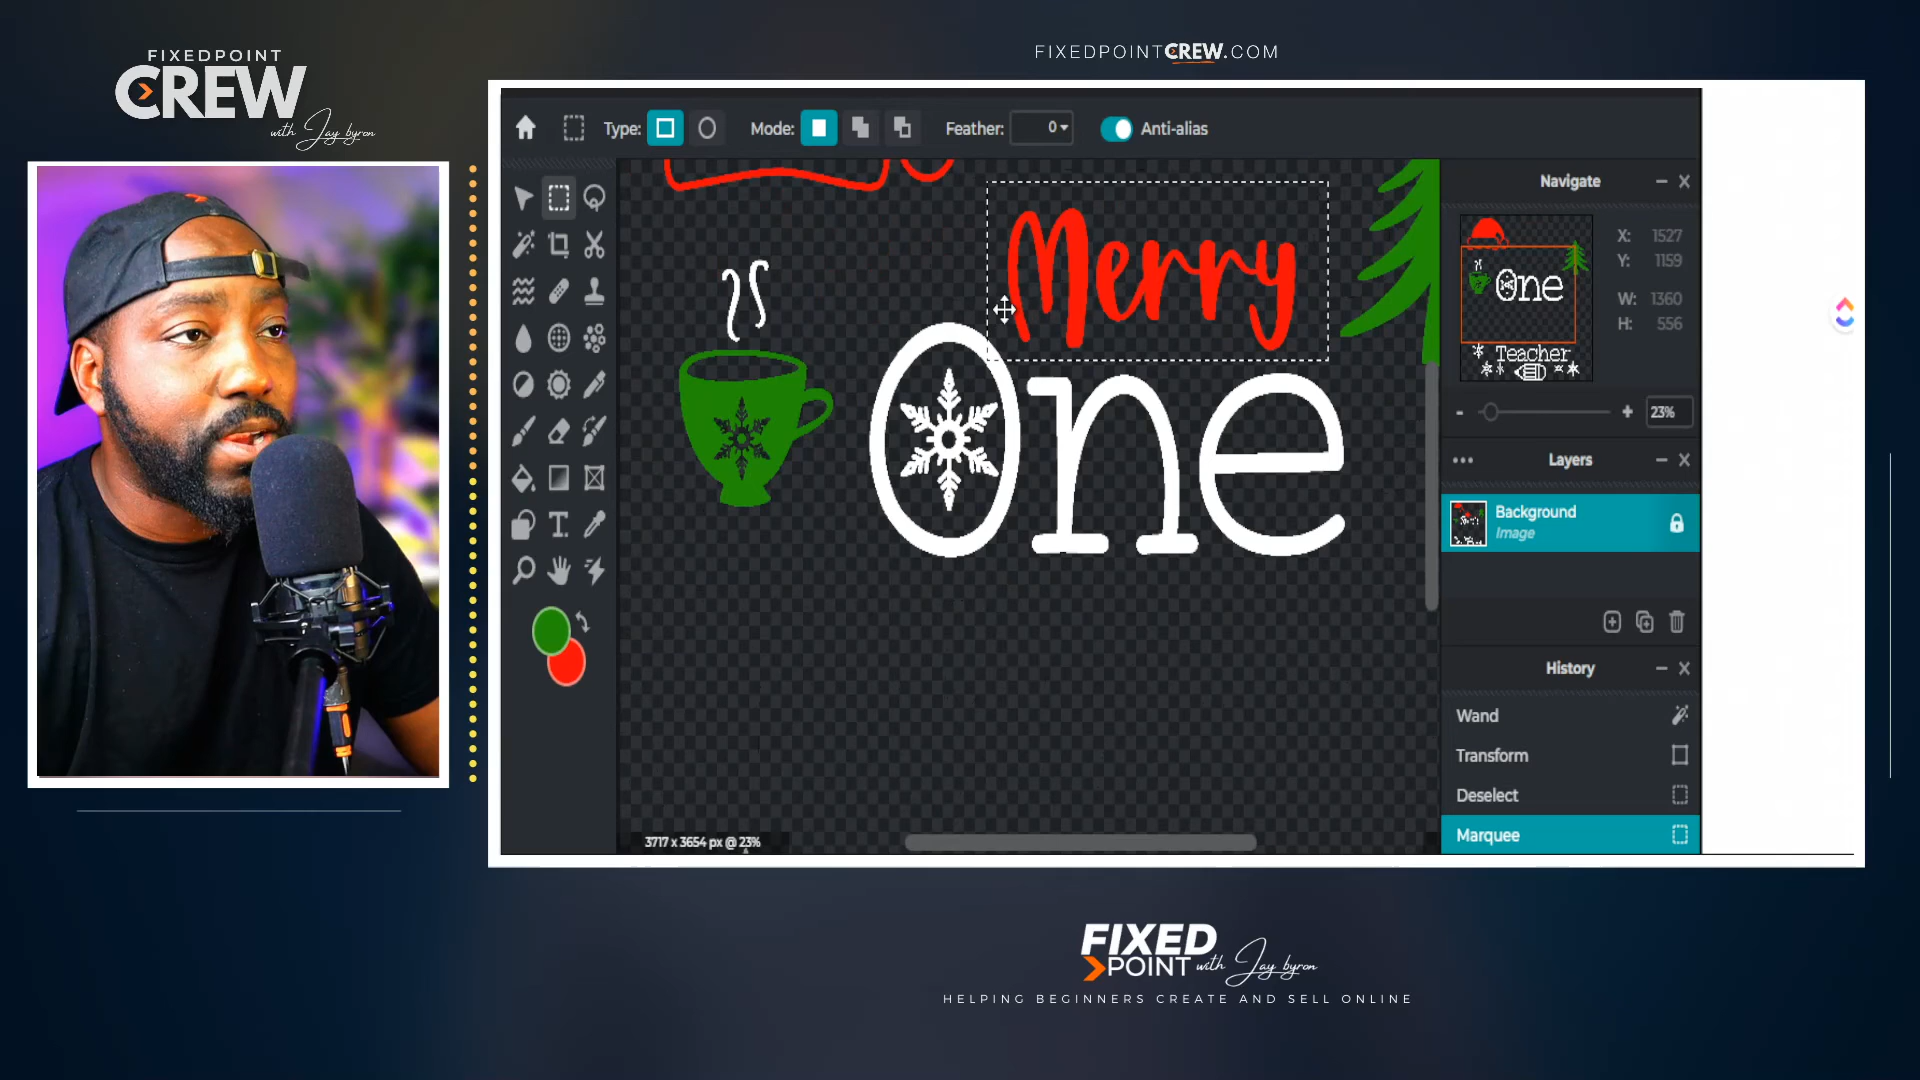 FIXEDPOINT
CREW
with Jay byron
FIXEDPOINTCREW.COM
Type: Mode: Feather: 0 Anti-alias
Merry
One
Navigate
X: 1527
Y: 1159
W: 1360
H: 556
One
Teacher
- + 23%
Layers
Background
Image
History
Wand
Transform
Deselect
Marquee
3717 x 3654 px @ 23%
FIXED
POINT with Jay byron
HELPING BEGINNERS CREATE AND SELL ONLINE